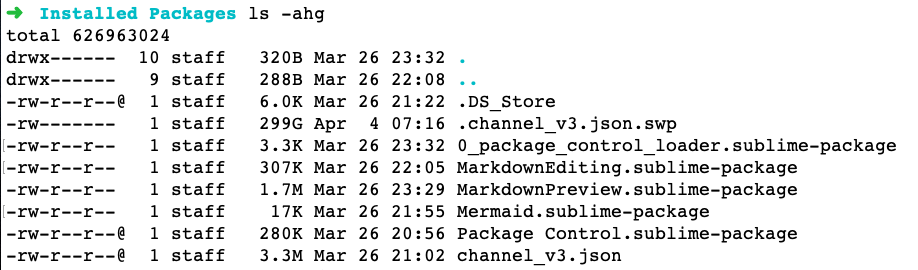 ➜ Installed Packages ls -ahg
total 626963024
drwx------  10 staff   320B Mar 26 23:32 .
drwx------   9 staff   288B Mar 26 22:08 ..
-rw-r--r--@  1 staff   6.0K Mar 26 21:22 .DS_Store
-rw-------   1 staff   299G Apr  4 07:16 .channel_v3.json.swp
-rw-r--r--   1 staff   3.3K Mar 26 23:32 0_package_control_loader.sublime-package
-rw-r--r--   1 staff   307K Mar 26 22:05 MarkdownEditing.sublime-package
-rw-r--r--   1 staff   1.7M Mar 26 23:29 MarkdownPreview.sublime-package
-rw-r--r--   1 staff    17K Mar 26 21:55 Mermaid.sublime-package
-rw-r--r--@  1 staff   280K Mar 26 20:56 Package Control.sublime-package
-rw-r--r--@  1 staff   3.3M Mar 26 21:02 channel_v3.json